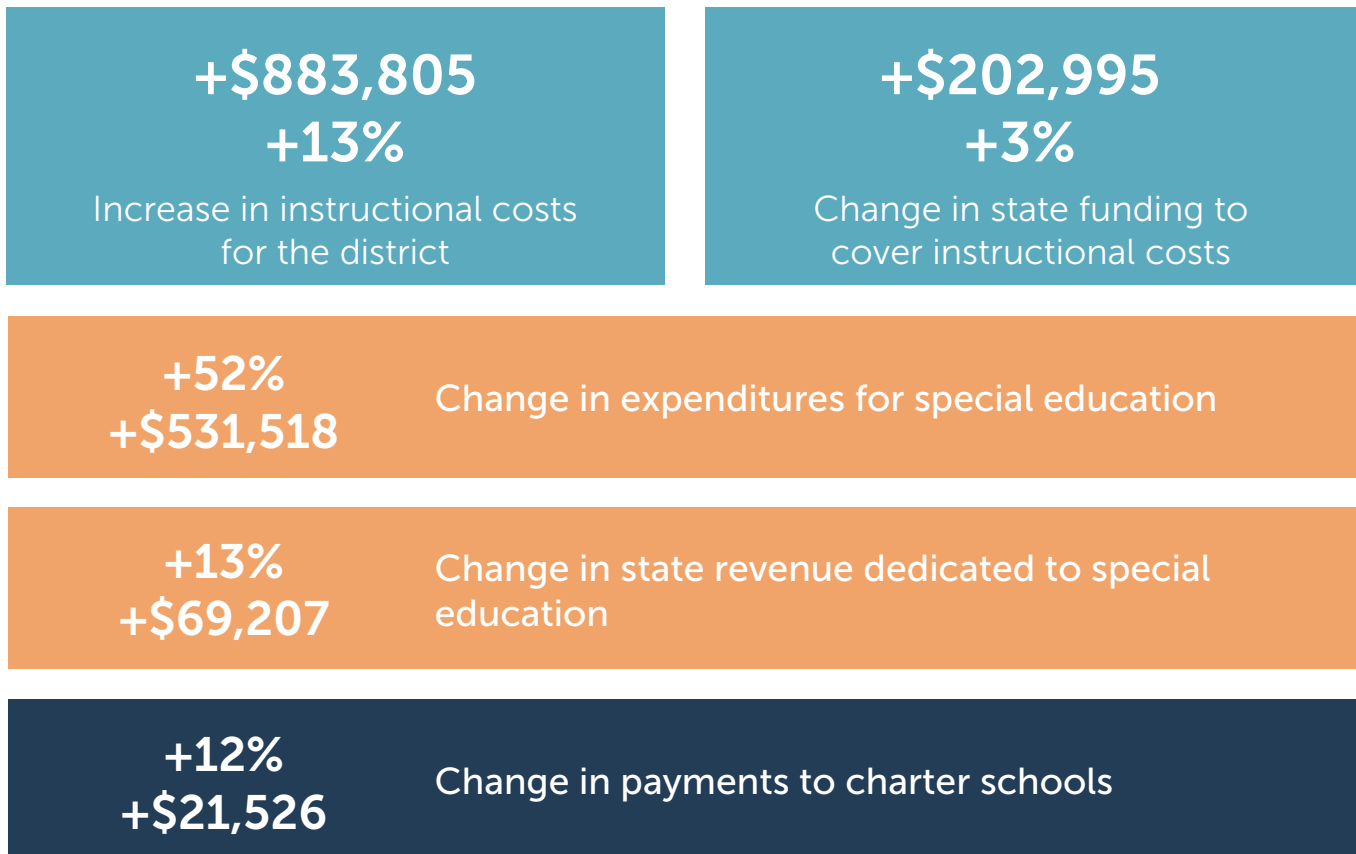 +$883,805
+13%
Increase in instructional costs
for the district
+$202,995
+3%
Change in state funding to
cover instructional costs
+52%
+$531,518
Change in expenditures for special education
+13%
+$69,207
Change in state revenue dedicated to special
education
+12%
+$21,526
Change in payments to charter schools